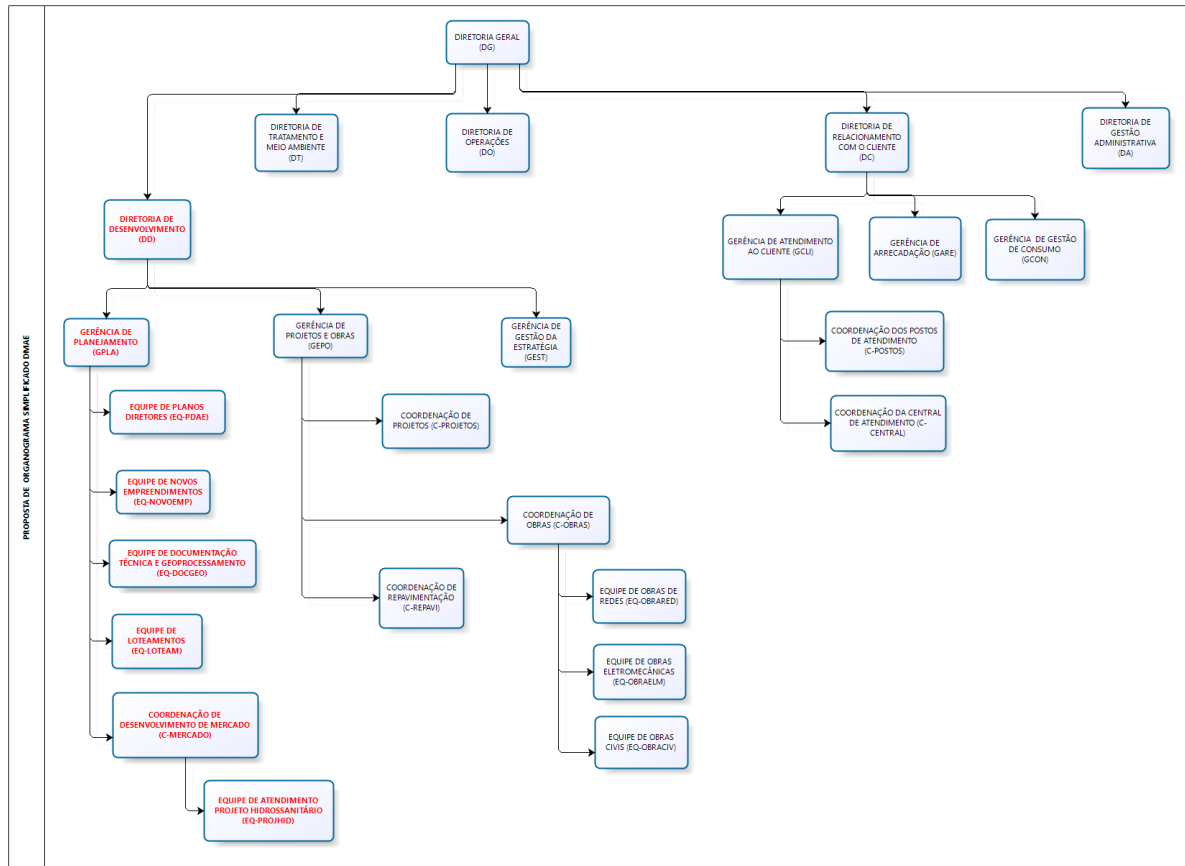 PROPOSTA DE ORGANOGRAMA SIMPLIFICADO DMAE
DIRETORIA GERAL
(DG)
DIRETORIA DE
TRATAMENTO E
MEIO AMBIENTE
(DT)
DIRETORIA DE
OPERAÇÕES
(DO)
DIRETORIA DE
RELACIONAMENTO
COM O CLIENTE
(DC)
DIRETORIA DE
GESTÃO
ADMINISTRATIVA
(DA)
DIRETORIA DE
DESENVOLVIMENTO
(DD)
GERÊNCIA DE ATENDIMENTO
AO CLIENTE (GCLI)
GERÊNCIA DE
ARRECADAÇÃO (GARE)
GERÊNCIA DE GESTÃO
DE CONSUMO
(GCON)
GERÊNCIA DE
PLANEJAMENTO
(GPLA)
GERÊNCIA DE
PROJETOS E OBRAS
(GEPO)
GERÊNCIA DE
GESTÃO DA
ESTRATÉGIA
(GEST)
COORDENAÇÃO DOS POSTOS
DE ATENDIMENTO
(C-POSTOS)
COORDENAÇÃO DA CENTRAL
DE ATENDIMENTO (C-
CENTRAL)
EQUIPE DE PLANOS
DIRETORES (EQ-PDAE)
COORDENAÇÃO DE
PROJETOS (C-PROJETOS)
EQUIPE DE NOVOS
EMPREENDIMENTOS
(EQ-NOVOEMP)
COORDENAÇÃO DE
OBRAS (C-OBRAS)
EQUIPE DE DOCUMENTAÇÃO
TÉCNICA E GEOPROCESSAMENTO
(EQ-DOCGEO)
COORDENAÇÃO DE
REPAVIMENTAÇÃO
(C-REPAVI)
EQUIPE DE OBRAS DE
REDES (EQ-OBRARED)
EQUIPE DE
LOTEAMENTOS
(EQ-LOTEAM)
EQUIPE DE OBRAS
ELETROMECÂNICAS
(EQ-OBRAELM)
COORDENAÇÃO DE
DESENVOLVIMENTO DE MERCADO
(C-MERCADO)
EQUIPE DE OBRAS
CIVIS (EQ-OBRACIV)
EQUIPE DE ATENDIMENTO
PROJETO HIDROSSANITÁRIO
(EQ-PROJHID)